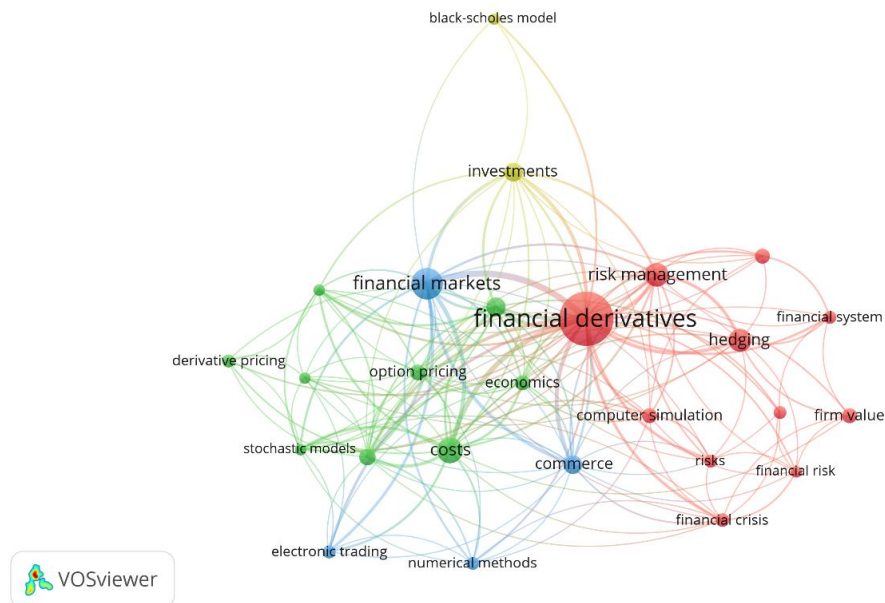 black-scholes model
investments
financial markets
risk management
financial derivatives
financial system
hedging
derivative pricing
option pricing
economics
computer simulation
firm value
stochastic models
costs
commerce
risks
financial risk
financial crisis
electronic trading
numerical methods
VOSviewer